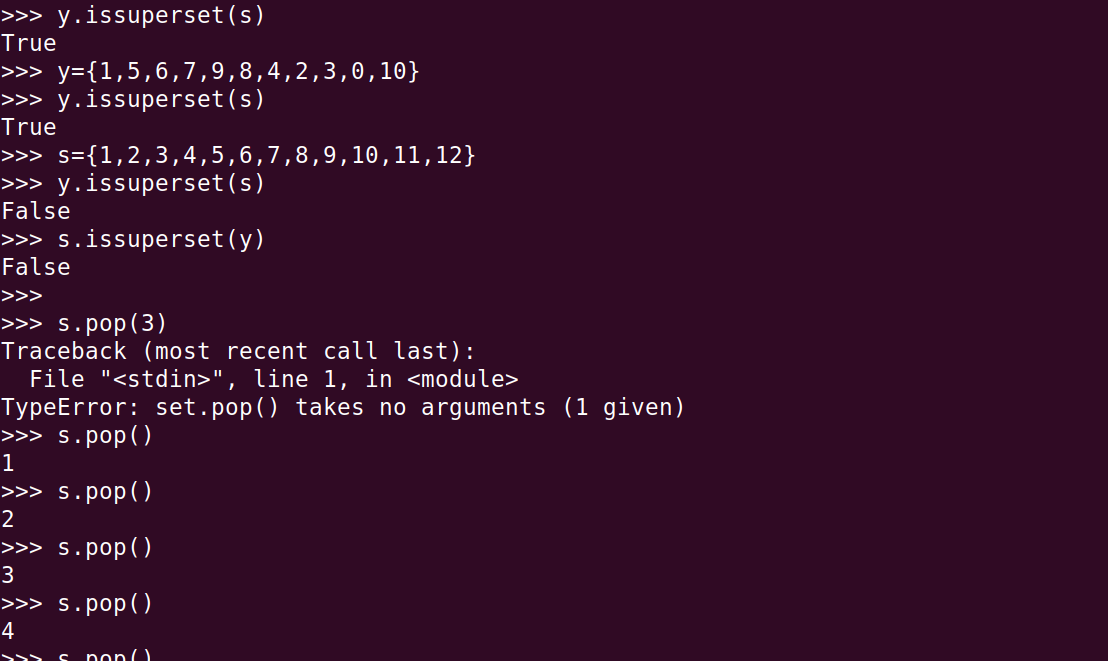 >>> y.issuperset(s)
True
>>> y={1,5,6,7,9,8,4,2,3,0,10}
>>> y.issuperset(s)
True
>>> s={1,2,3,4,5,6,7,8,9,10,11,12}
>>> y.issuperset(s)
False
>>> s.issuperset(y)
False
>>>
>>> s.pop(3)
Traceback (most recent call last):
  File "<stdin>", line 1, in <module>
TypeError: set.pop() takes no arguments (1 given)
>>> s.pop()
1
>>> s.pop()
2
>>> s.pop()
3
>>> s.pop()
4
>>> s.pop()